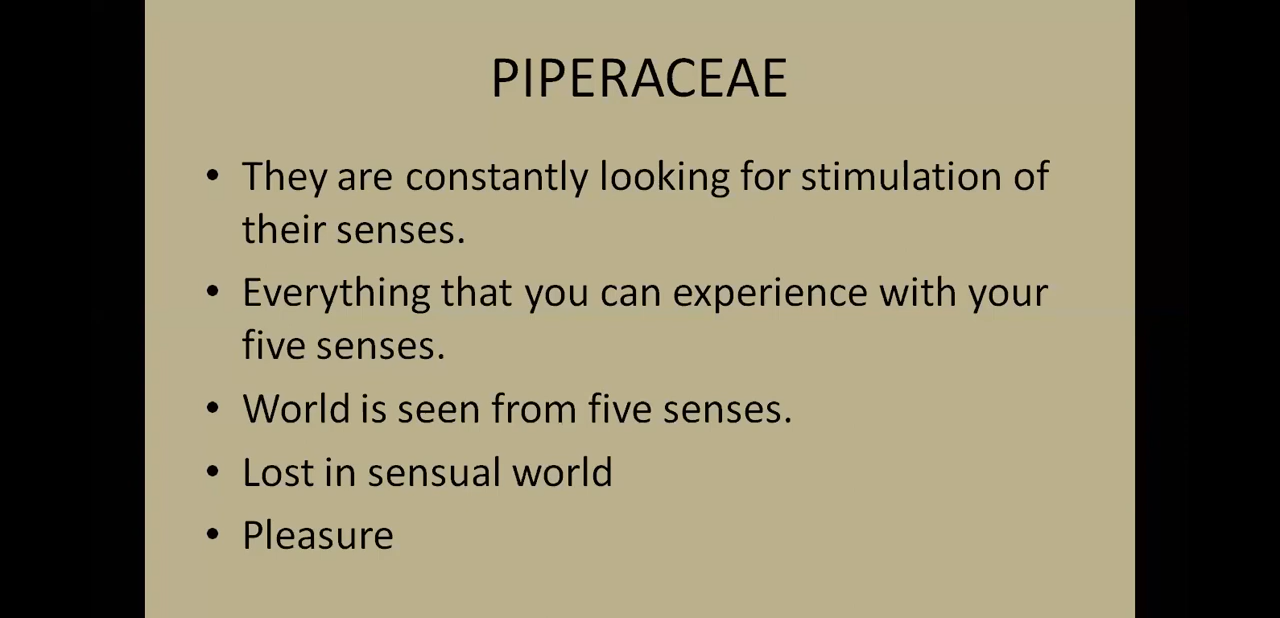 PIPERACEAE
• They are constantly looking for stimulation of
their senses.
• Everything that you can experience with your
five senses.
• World is seen from five senses.
• Lost in sensual world
• Pleasure